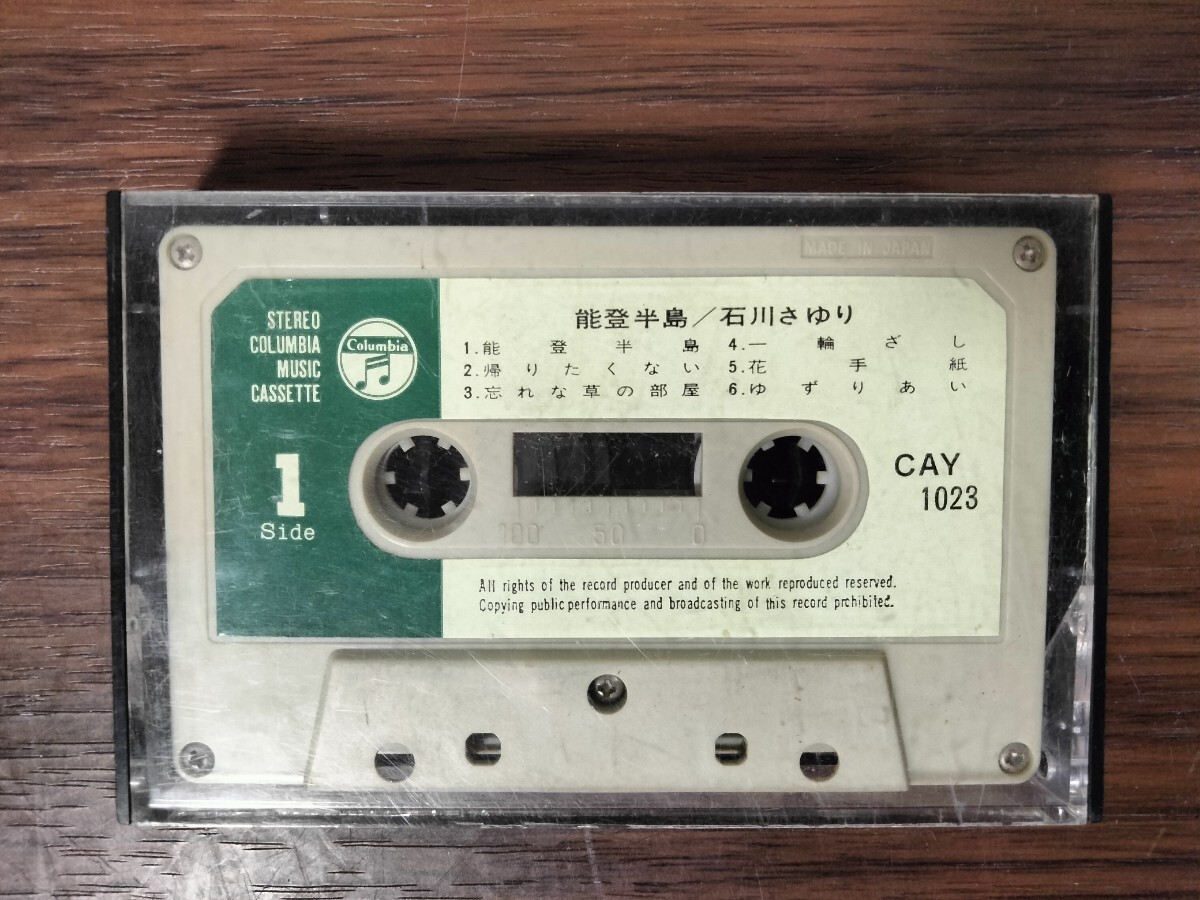 MADE IN JAPAN
STEREO
COLUMBIA
MUSIC
CASSETTE
Columbia
能登半島／石川さゆり
1.能登半島 4.一輪ざし
2.帰りたくない 5.花手紙
3.忘れな草の部屋 6.ゆずりあい
1
Side
CAY
1023
100 50 0
All rights of the record producer and of the work reproduced reserved.
Copying public performance and broadcasting of this record prohibited.